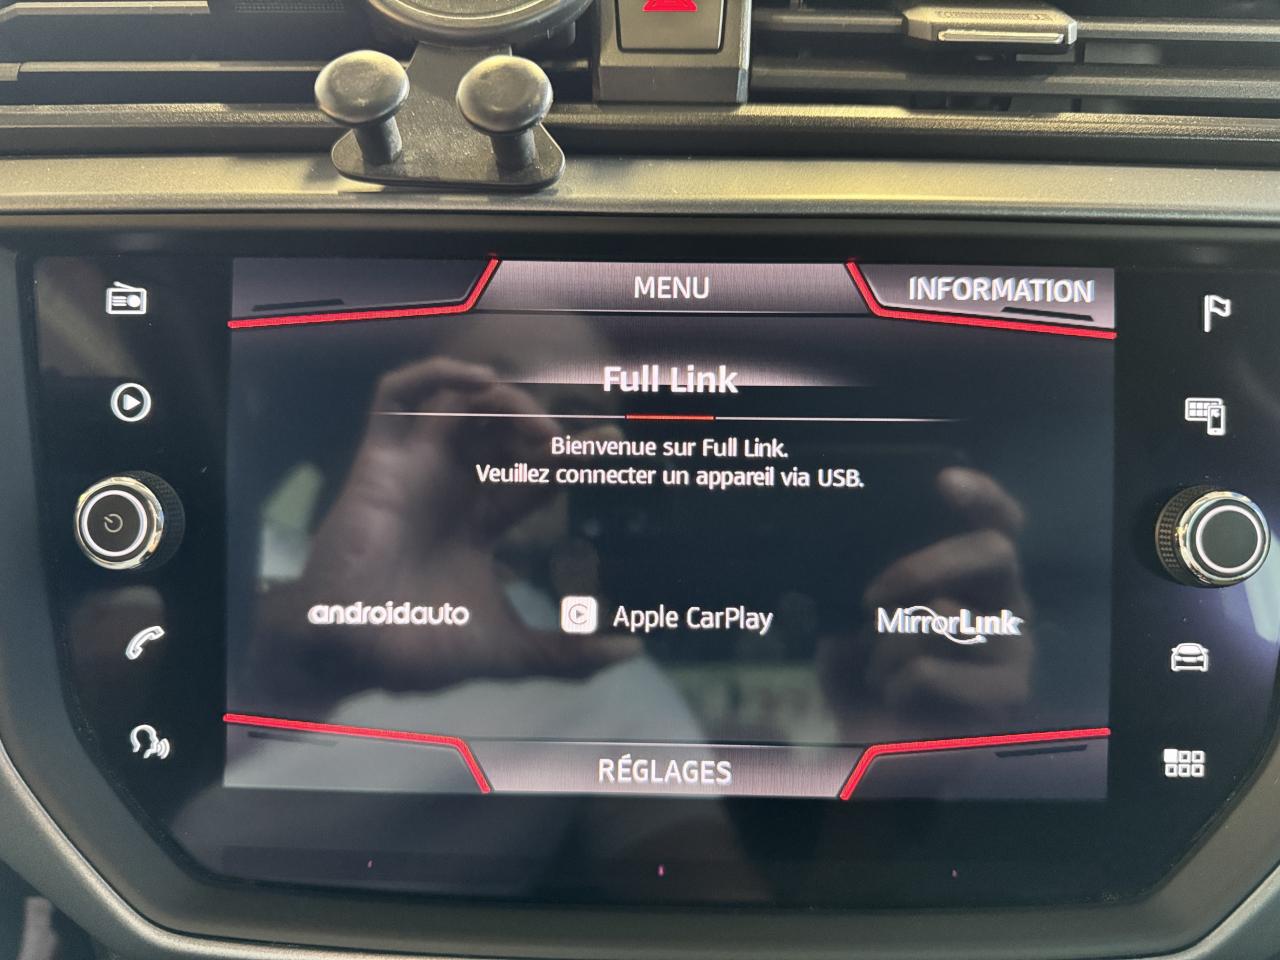 MENU
INFORMATION
Full Link
Bienvenue sur Full Link.
Veuillez connecter un appareil via USB.
androidauto
Apple CarPlay
MirrorLink
RÉGLAGES